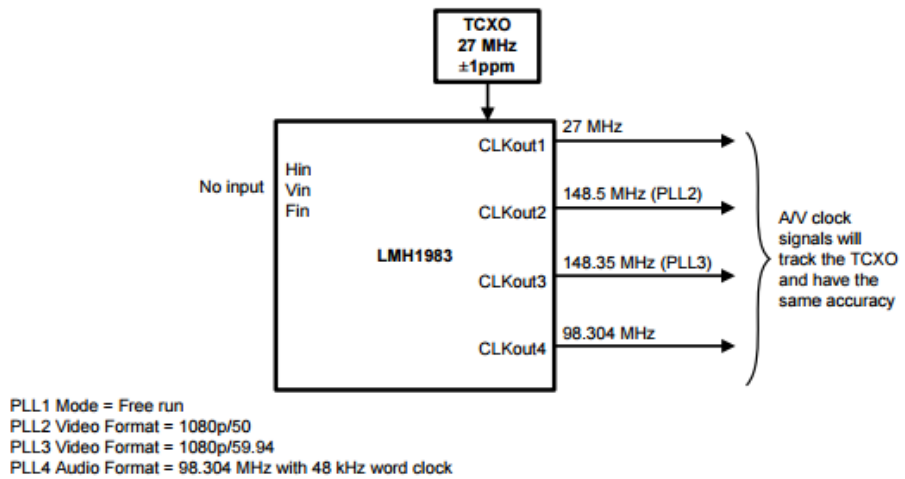 TCXO
27 MHz
±1ppm
CLKout1
27 MHz
No input
Hin
Vin
Fin
CLKout2
148.5 MHz (PLL2)
LMH1983
CLKout3
148.35 MHz (PLL3)
CLKout4
98.304 MHz
A/V clock
signals will
track the TCXO
and have the
same accuracy
PLL1 Mode = Free run
PLL2 Video Format = 1080p/50
PLL3 Video Format = 1080p/59.94
PLL4 Audio Format = 98.304 MHz with 48 kHz word clock